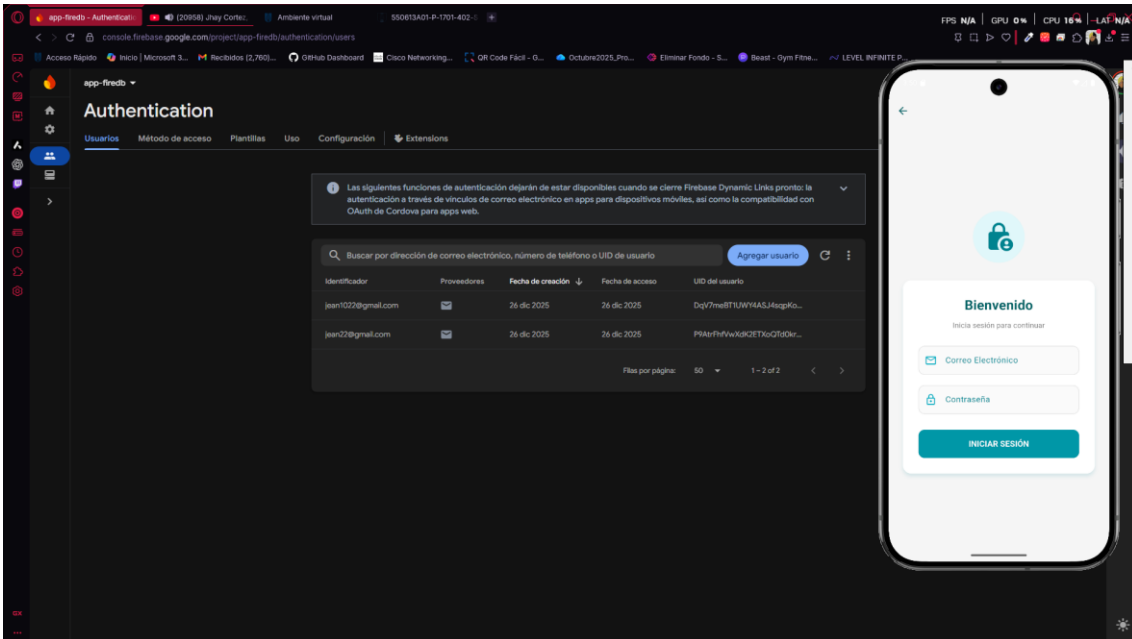 app-firedb - Authenticatio
(20958) Jhay Cortez.
Ambiente virtual
550613A01-P-1701-402-
FPS N/A GPU 0% CPU 16% LAT N/A
console.firebase.google.com/project/app-firedb/authentication/users
Acceso Rápido
Inicio | Microsoft 3...
M Recibidos (2,760)...
GitHub Dashboard
Cisco Networking...
QR Code Fácil - G...
Octubre2025_Pro...
Eliminar Fondo - S...
Beast - Gym Fitne...
LEVEL INFINITE P...
app-firedb
Authentication
Usuarios Método de acceso Plantillas Uso Configuración Extensions
Las siguientes funciones de autenticación dejarán de estar disponibles cuando se cierre Firebase Dynamic Links pronto: la
autenticación a través de vínculos de correo electrónico en apps para dispositivos móviles, así como la compatibilidad con
OAuth de Cordova para apps web.
Buscar por dirección de correo electrónico, número de teléfono o UID de usuario
Agregar usuario
Identificador Proveedores Fecha de creación Fecha de acceso UID del usuario
jean1022@gmail.com 26 dic 2025 26 dic 2025
jean22@gmail.com 26 dic 2025 26 dic 2025
Filas por página: 50 1 – 2 of 2
Bienvenido
Inicia sesión para continuar
Correo Electrónico
Contraseña
INICIAR SESIÓN
GX